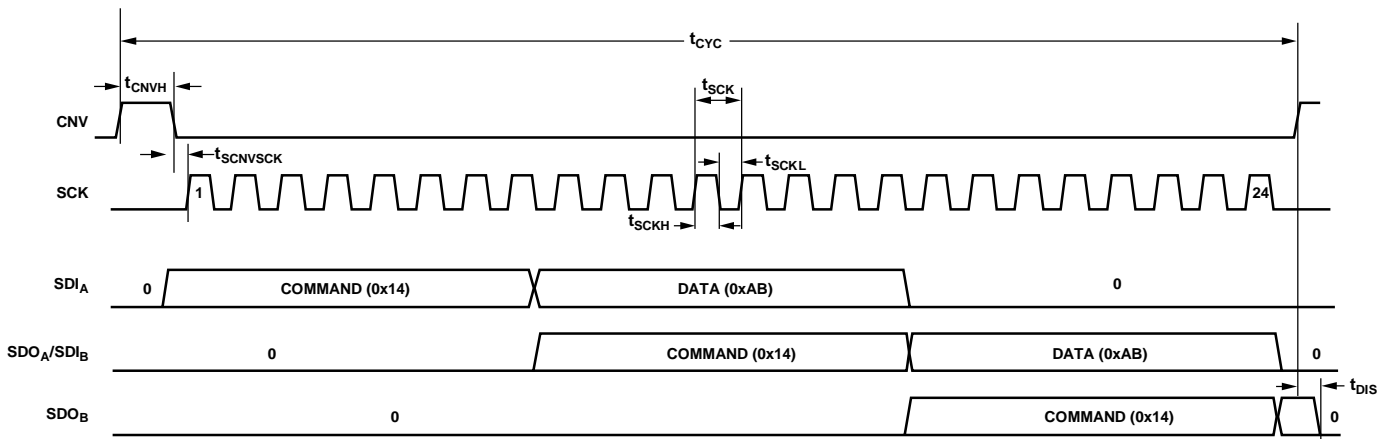 tCYC
tCNVH
tSCK
CNV
tSCNVSCK
tSCKL
SCK
1
24
tSCKH
SDIA
0
COMMAND (0x14)
DATA (0xAB)
0
SDOA/SDIB
0
COMMAND (0x14)
DATA (0xAB)
0
tDIS
SDOB
0
COMMAND (0x14)
0